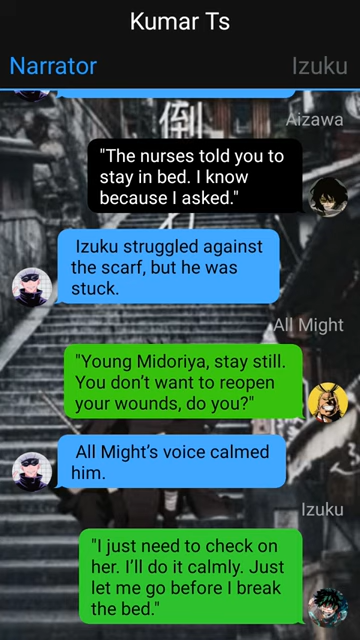 Kumar Ts
Narrator
Izuku
倒
Aizawa
"The nurses told you to
stay in bed. I know
because I asked."
Izuku struggled against
the scarf, but he was
stuck.
All Might
"Young Midoriya, stay still.
You don't want to reopen
your wounds, do you?"
All Might's voice calmed
him.
Izuku
"I just need to check on
her. I'll do it calmly. Just
let me go before I break
the bed."